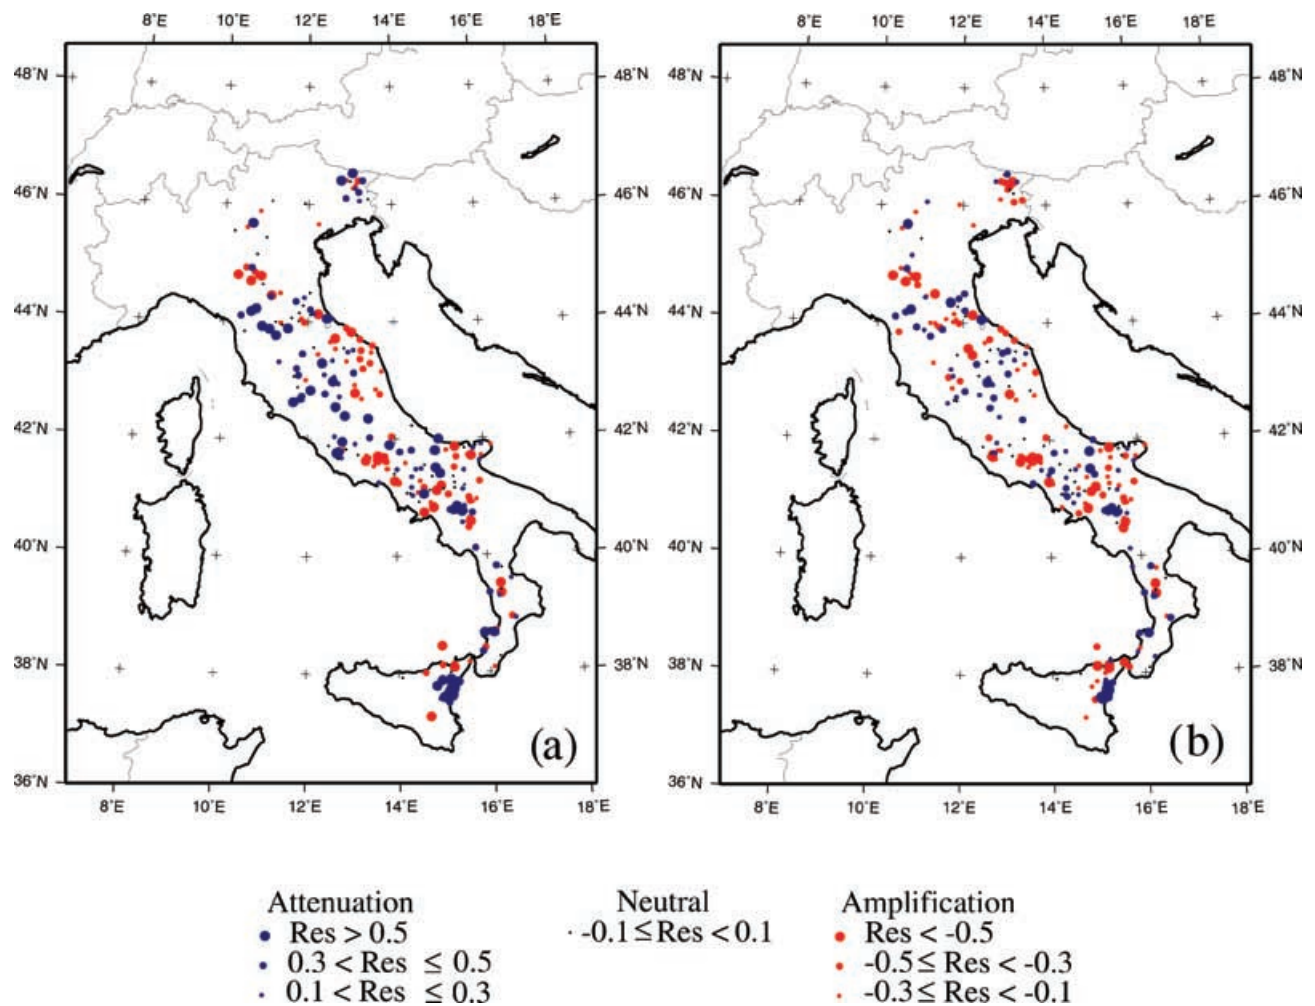 8°E 10°E 12°E 14°E 16°E 18°E 8°E 10°E 12°E 14°E 16°E 18°E
48°N 48°N 48°N 48°N
46°N 46°N 46°N 46°N
44°N 44°N 44°N 44°N
42°N 42°N 42°N 42°N
40°N 40°N 40°N 40°N
38°N 38°N 38°N 38°N
(a) (b)
36°N 36°N
8°E 10°E 12°E 14°E 16°E 18°E 8°E 10°E 12°E 14°E 16°E 18°E
Attenuation Neutral Amplification
Res > 0.5 -0.1 ≤ Res < 0.1 Res < -0.5
0.3 < Res ≤ 0.5 -0.5 ≤ Res < -0.3
0.1 < Res ≤ 0.3 -0.3 ≤ Res < -0.1